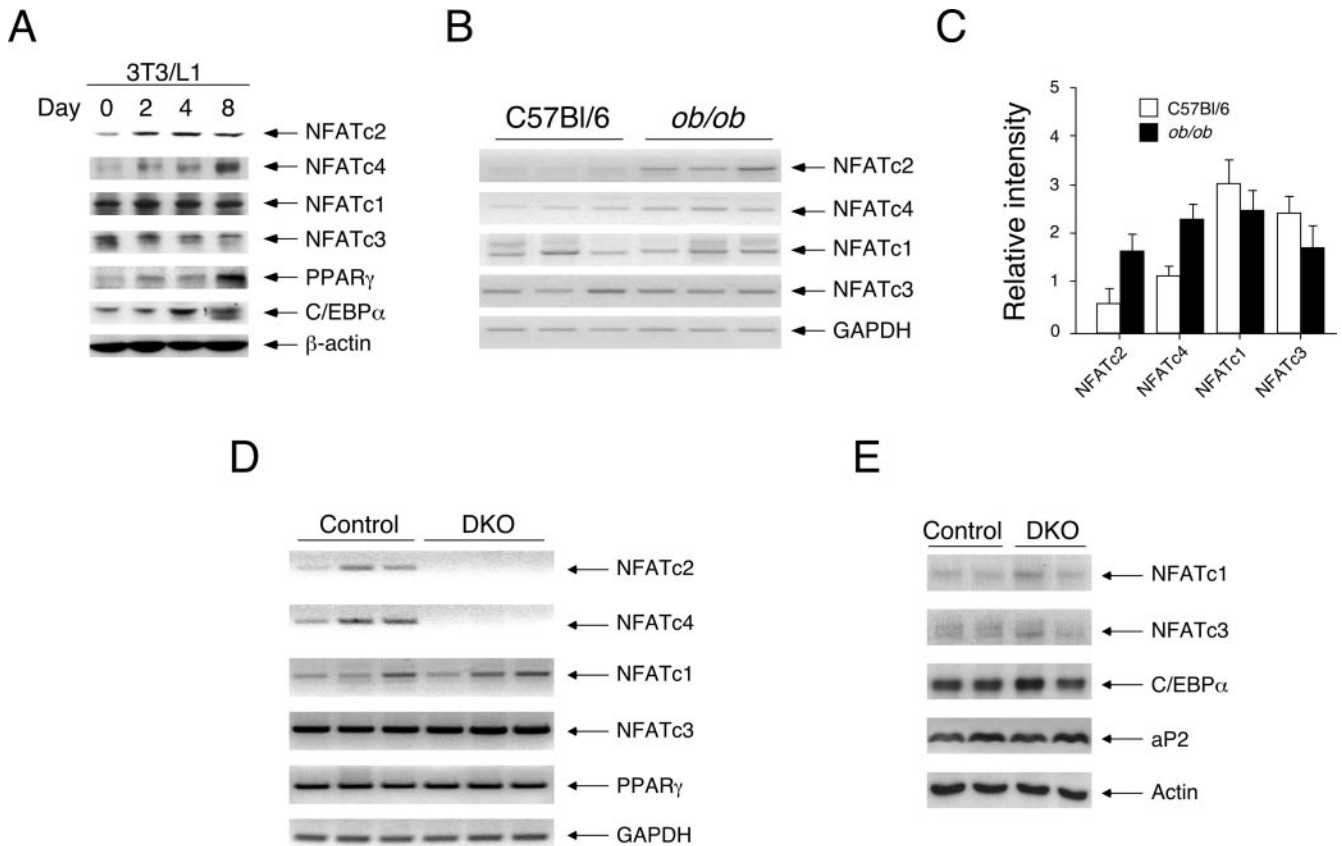 A
3T3/L1
Day 0 2 4 8
NFATc2
NFATc4
NFATc1
NFATc3
PPARγ
C/EBPα
β-actin
B
C57Bl/6 ob/ob
NFATc2
NFATc4
NFATc1
NFATc3
GAPDH
C
Relative intensity
5
4
3
2
1
0
C57Bl/6
ob/ob
NFATc2 NFATc4 NFATc1 NFATc3
D
Control DKO
NFATc2
NFATc4
NFATc1
NFATc3
PPARγ
GAPDH
E
Control DKO
NFATc1
NFATc3
C/EBPα
aP2
Actin